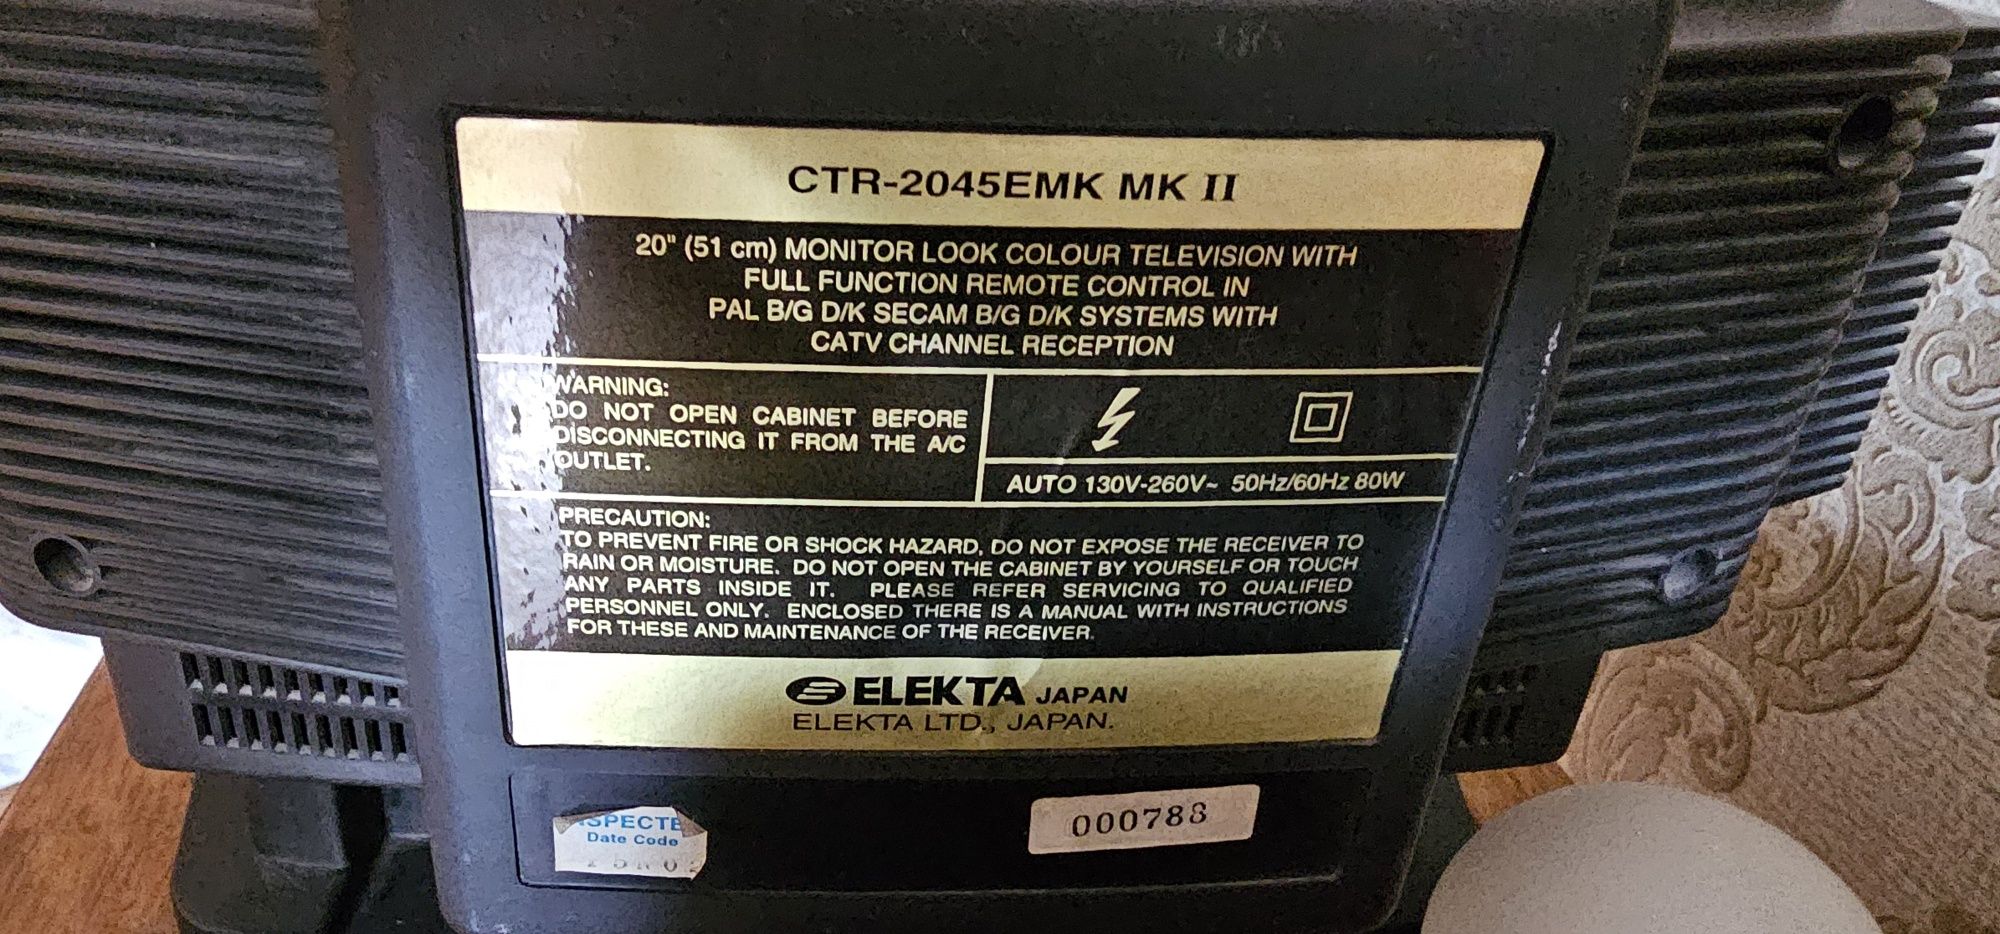 CTR-2045EMK MK II
20" (51 cm) MONITOR LOOK COLOUR TELEVISION WITH
FULL FUNCTION REMOTE CONTROL IN
PAL B/G D/K SECAM B/G D/K SYSTEMS WITH
CATV CHANNEL RECEPTION
WARNING:
DO NOT OPEN CABINET BEFORE
DISCONNECTING IT FROM THE A/C
OUTLET.
AUTO 130V-260V~ 50Hz/60Hz 80W
PRECAUTION:
TO PREVENT FIRE OR SHOCK HAZARD, DO NOT EXPOSE THE RECEIVER TO
RAIN OR MOISTURE. DO NOT OPEN THE CABINET BY YOURSELF OR TOUCH
ANY PARTS INSIDE IT. PLEASE REFER SERVICING TO QUALIFIED
PERSONNEL ONLY. ENCLOSED THERE IS A MANUAL WITH INSTRUCTIONS
FOR THESE AND MAINTENANCE OF THE RECEIVER.
ELEKTA JAPAN
ELEKTA LTD., JAPAN.
Date Code
000788